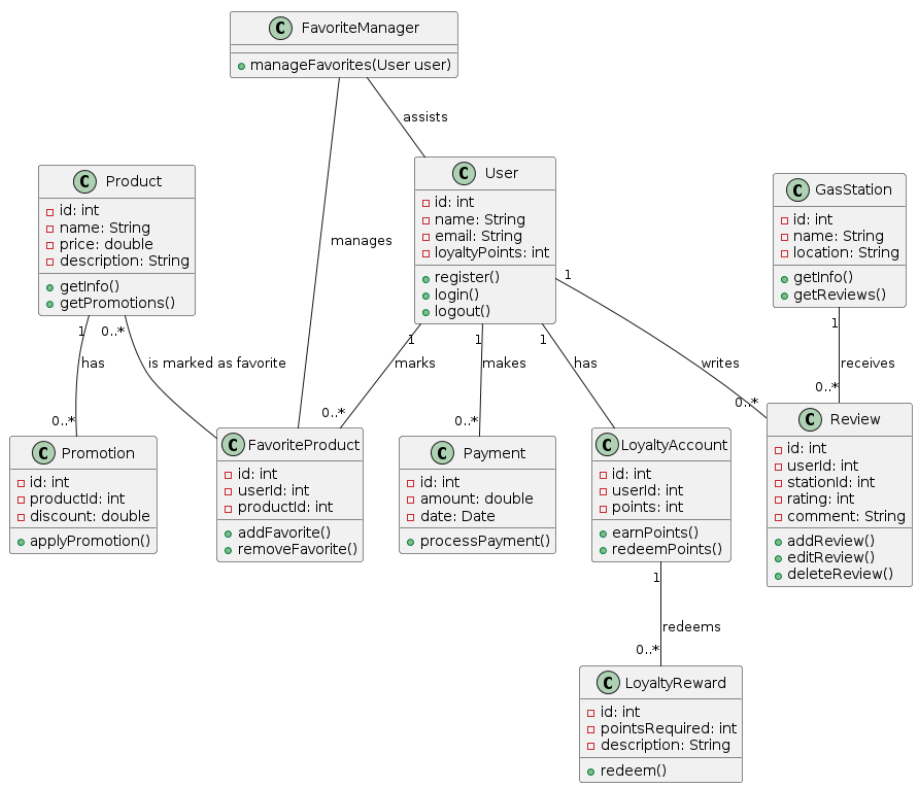 C FavoriteManager
manageFavorites(User user)
assists
manages
C Product
id: int
name: String
price: double
description: String
getInfo()
getPromotions()
C User
id: int
name: String
email: String
loyaltyPoints: int
register()
login()
logout()
C GasStation
id: int
name: String
location: String
getInfo()
getReviews()
1
has
0..*
0..*
is marked as favorite
1
marks
0..*
1
makes
0..*
1
has
1
writes
0..*
1
receives
0..*
C Promotion
id: int
productId: int
discount: double
applyPromotion()
C FavoriteProduct
id: int
userId: int
productId: int
addFavorite()
removeFavorite()
C Payment
id: int
amount: double
date: Date
processPayment()
C LoyaltyAccount
id: int
userId: int
points: int
earnPoints()
redeemPoints()
C Review
id: int
userId: int
stationId: int
rating: int
comment: String
addReview()
editReview()
deleteReview()
1
redeems
0..*
C LoyaltyReward
id: int
pointsRequired: int
description: String
redeem()